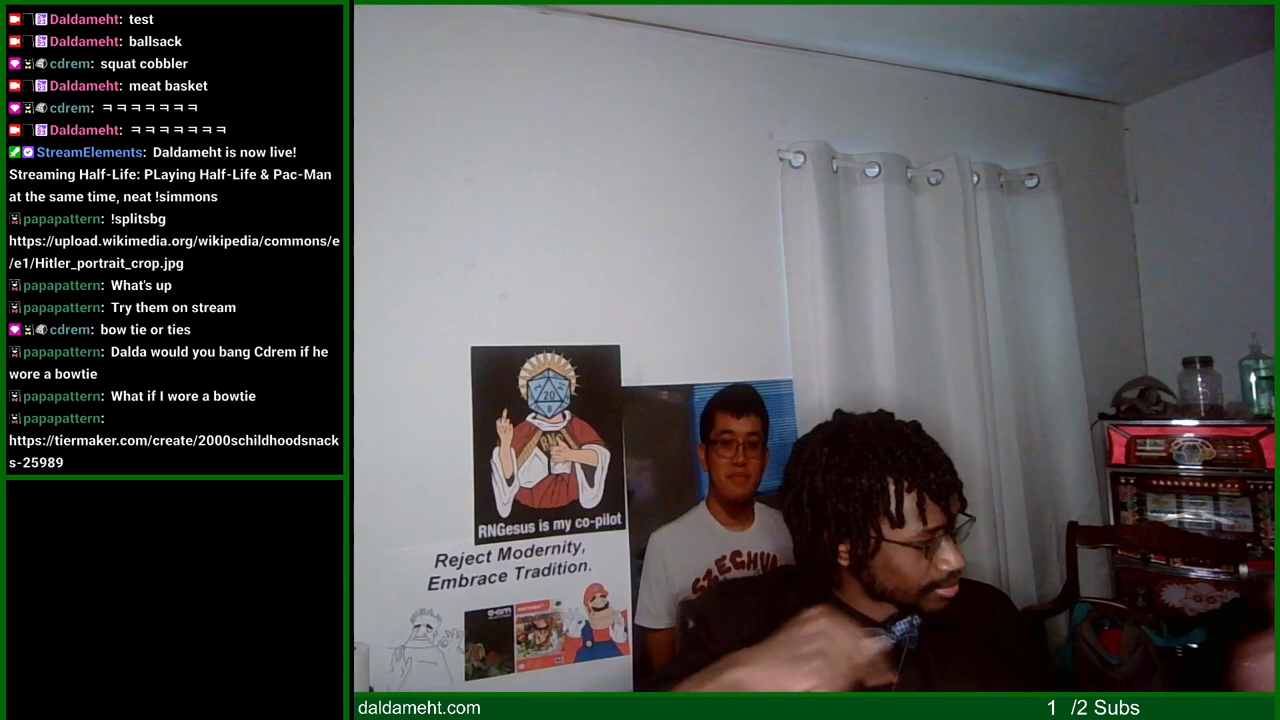 Daldameht: test
Daldameht: ballsack
cdrem: squat cobbler
Daldameht: meat basket
cdrem: ㅋㅋㅋㅋㅋㅋㅋ
Daldameht: ㅋㅋㅋㅋㅋㅋㅋ
StreamElements: Daldameht is now live!
Streaming Half-Life: PLaying Half-Life & Pac-Man
at the same time, neat !simmons
papapattern: !splitsbg
https://upload.wikimedia.org/wikipedia/commons/e
/e1/Hitler_portrait_crop.jpg
papapattern: What's up
papapattern: Try them on stream
cdrem: bow tie or ties
papapattern: Dalda would you bang Cdrem if he
wore a bowtie
papapattern: What if I wore a bowtie
papapattern:
https://tiermaker.com/create/2000schildhoodsnack
s-25989
20
RNGesus is my co-pilot
Reject Modernity,
Embrace Tradition.
daldameht.com
1 /2 Subs